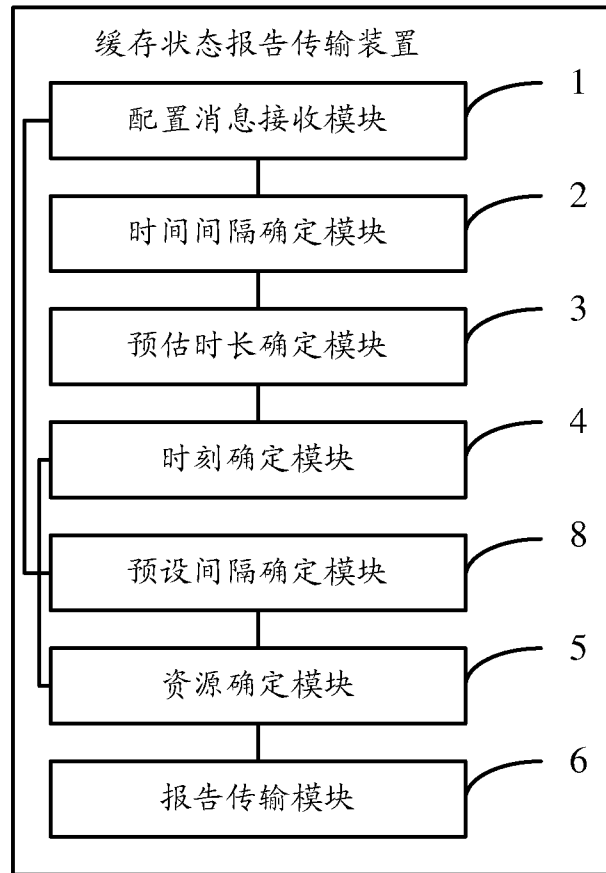 缓存状态报告传输装置
配置消息接收模块 1
时间间隔确定模块 2
预估时长确定模块 3
时刻确定模块 4
预设间隔确定模块 8
资源确定模块 5
报告传输模块 6